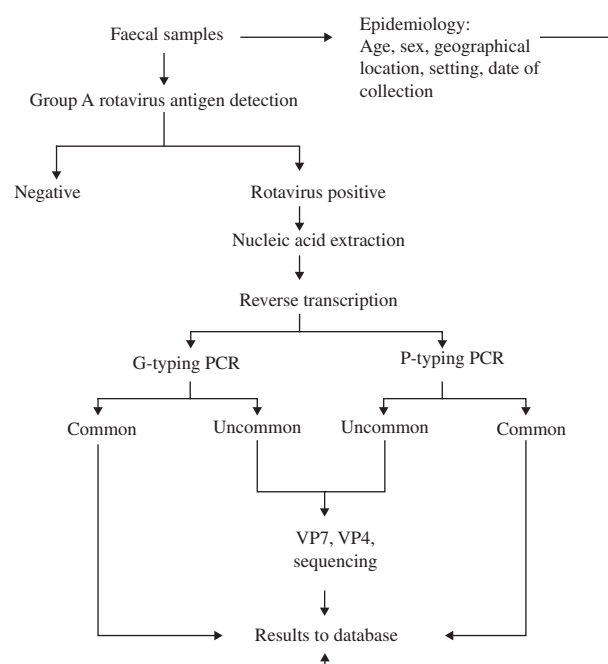 Faecal samples
Epidemiology:
Age, sex, geographical
location, setting, date of
collection
Group A rotavirus antigen detection
Negative
Rotavirus positive
Nucleic acid extraction
Reverse transcription
G-typing PCR
P-typing PCR
Common
Uncommon
Uncommon
Common
VP7, VP4,
sequencing
Results to database